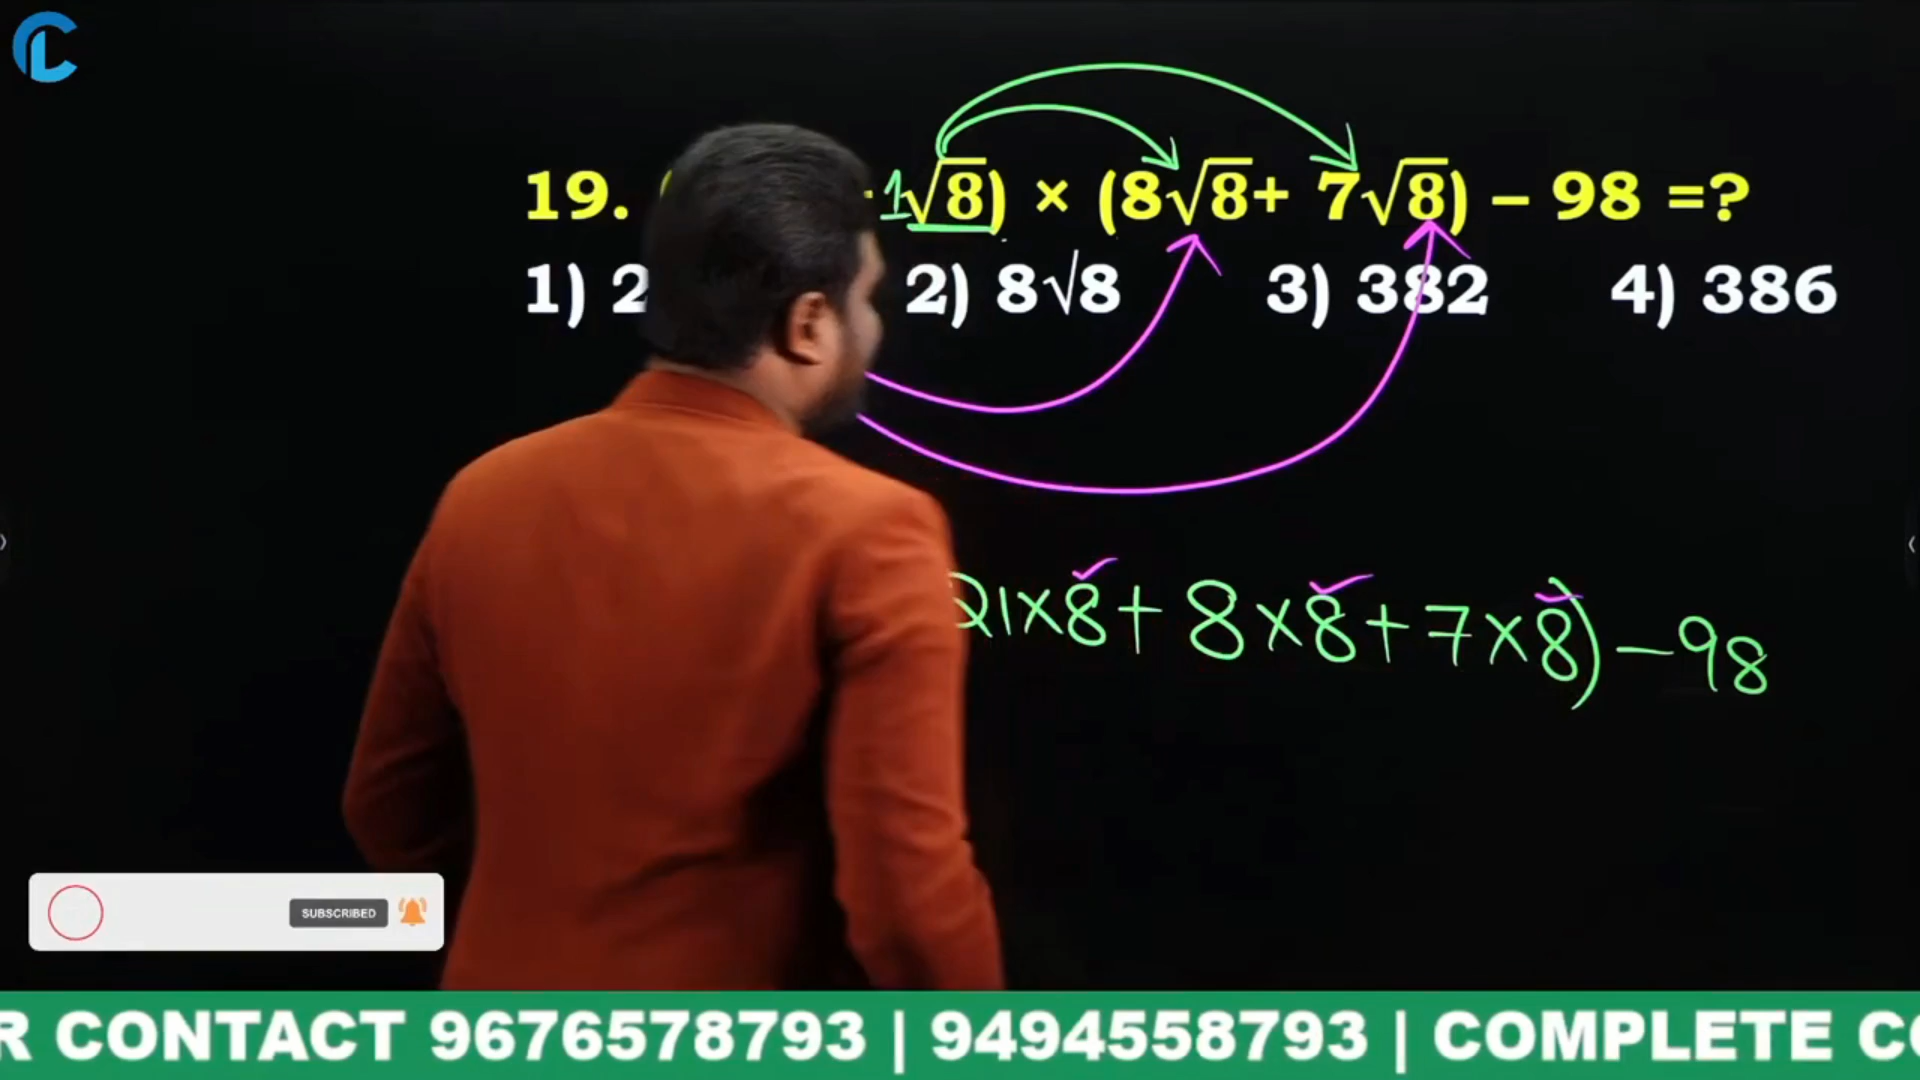 19. 1√8) × (8√8+ 7√8) – 98 =?
1) 2 2) 8√8 3) 382 4) 386
21×8+ 8×8+7×8) –98
SUBSCRIBED
R CONTACT 9676578793 | 9494558793 | COMPLETE